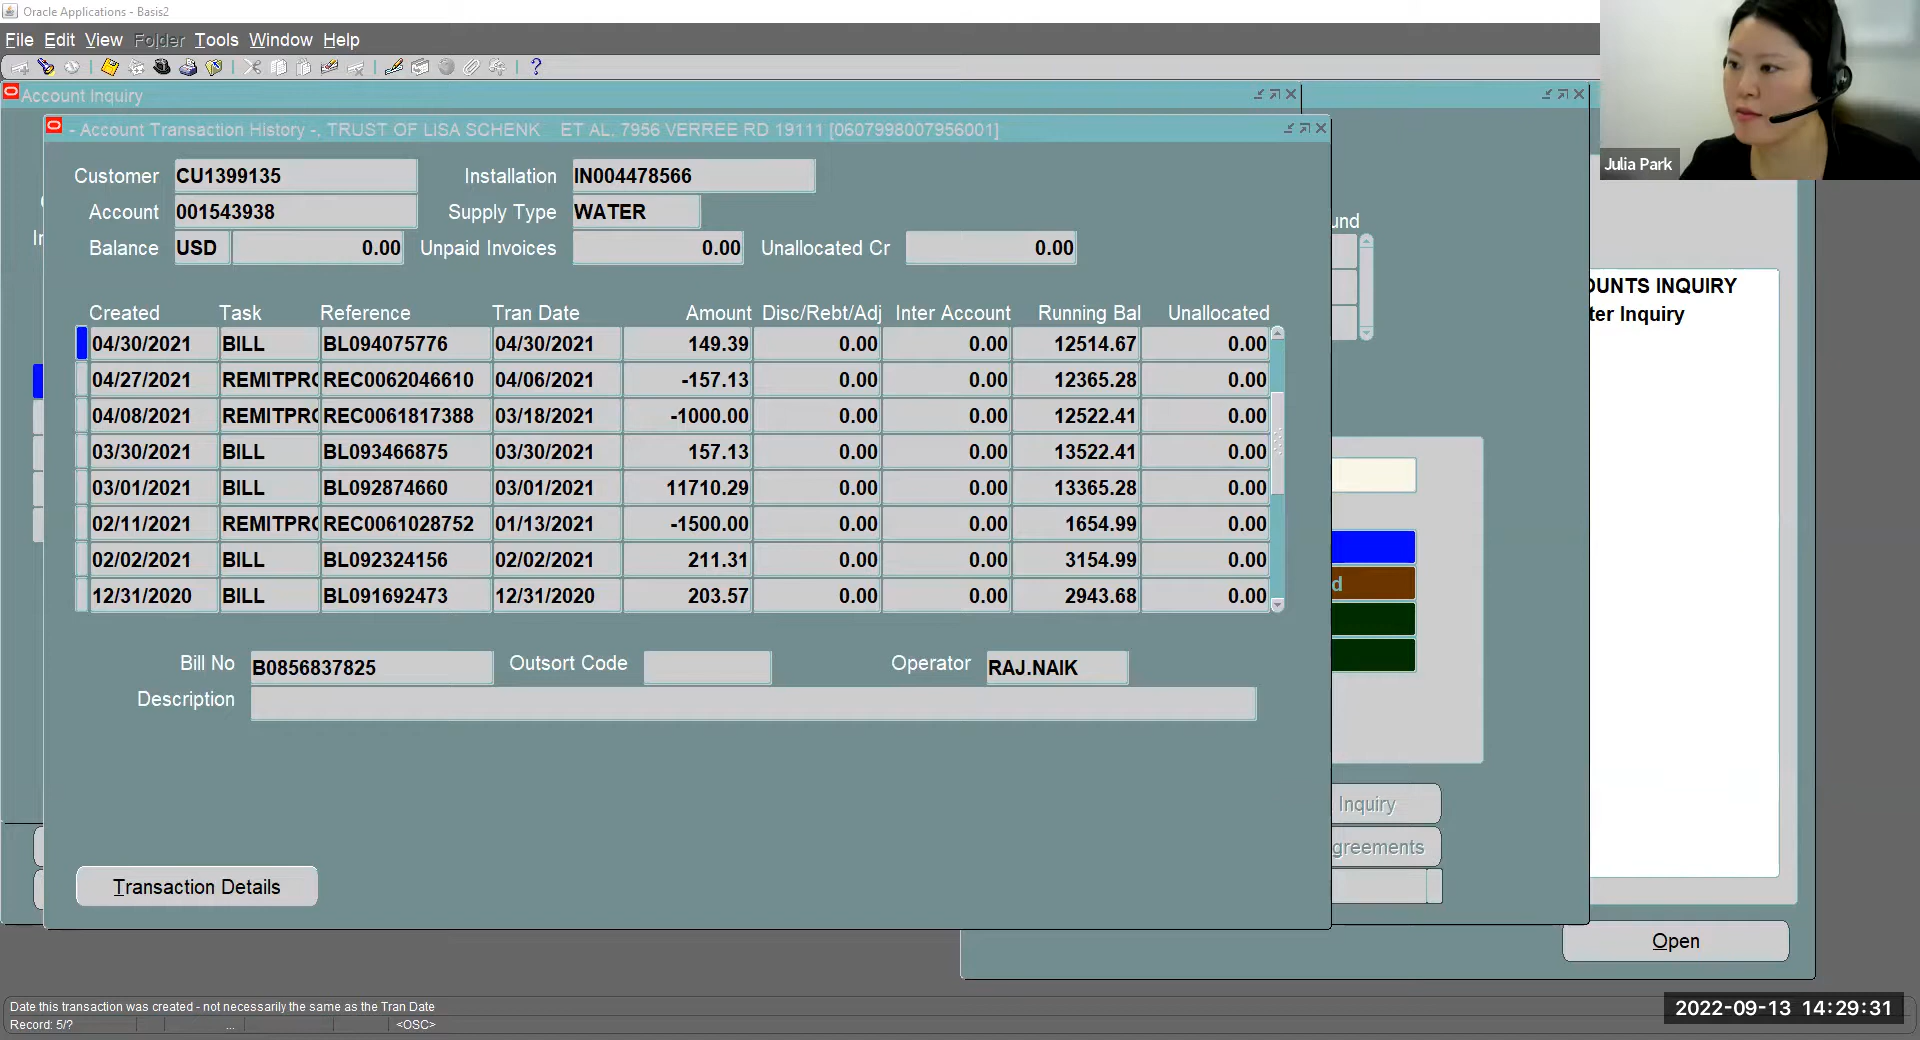 Oracle Applications - Basis2
File Edit View Folder Tools Window Help
Account Inquiry
- Account Transaction History -, TRUST OF LISA SCHENK ET AL, 7956 VERREE RD 19111 [0607998007956001]
Julia Park
Customer CU1399135 Installation IN004478566
Account 001543938 Supply Type WATER
Balance USD 0.00 Unpaid Invoices 0.00 Unallocated Cr 0.00
und
OUNTS INQUIRY
ter Inquiry
Created Task Reference Tran Date Amount Disc/Rebt/Adj Inter Account Running Bal Unallocated
04/30/2021 BILL BL094075776 04/30/2021 149.39 0.00 0.00 12514.67 0.00
04/27/2021 REMITPRO REC0062046610 04/06/2021 -157.13 0.00 0.00 12365.28 0.00
04/08/2021 REMITPRO REC0061817388 03/18/2021 -1000.00 0.00 0.00 12522.41 0.00
03/30/2021 BILL BL093466875 03/30/2021 157.13 0.00 0.00 13522.41 0.00
03/01/2021 BILL BL092874660 03/01/2021 11710.29 0.00 0.00 13365.28 0.00
02/11/2021 REMITPRO REC0061028752 01/13/2021 -1500.00 0.00 0.00 1654.99 0.00
02/02/2021 BILL BL092324156 02/02/2021 211.31 0.00 0.00 3154.99 0.00
12/31/2020 BILL BL091692473 12/31/2020 203.57 0.00 0.00 2943.68 0.00
d
Bill No B0856837825 Outsort Code Operator RAJ.NAIK
Description
Inquiry
greements
Transaction Details
Open
Date this transaction was created - not necessarily the same as the Tran Date
Record: 5/? ... <OSC>
2022-09-13 14:29:31